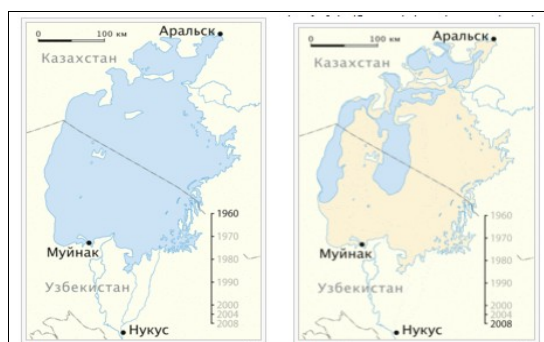 Аральск
0 100 км
Казахстан
1960
1970
Муйнак
1980
Узбекистан
1990
2000
2004
2008
Нукус
Аральск
0 100 км
Казахстан
1960
1970
Муйнак
1980
Узбекистан
1990
2000
2004
2008
Нукус